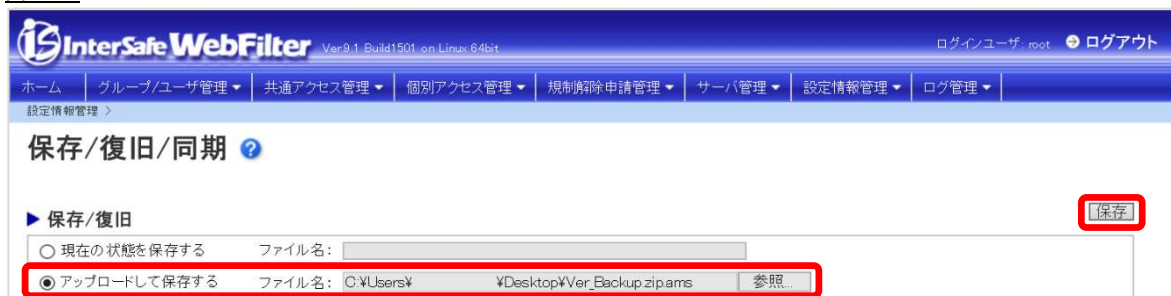 InterSafe WebFilter Ver9.1 Build1501 on Linux 64bit ログインユーザ: root ログアウト
ホーム グループ/ユーザ管理▼ 共通アクセス管理▼ 個別アクセス管理▼ 規制解除申請管理▼ サーバ管理▼ 設定情報管理▼ ログ管理▼
設定情報管理 >
保存/復旧/同期 ?
▶ 保存/復旧 保存
現在の状態を保存する ファイル名:
アップロードして保存する ファイル名: C:¥Users¥ ¥Desktop¥Ver_Backup.zip.ams 参照...